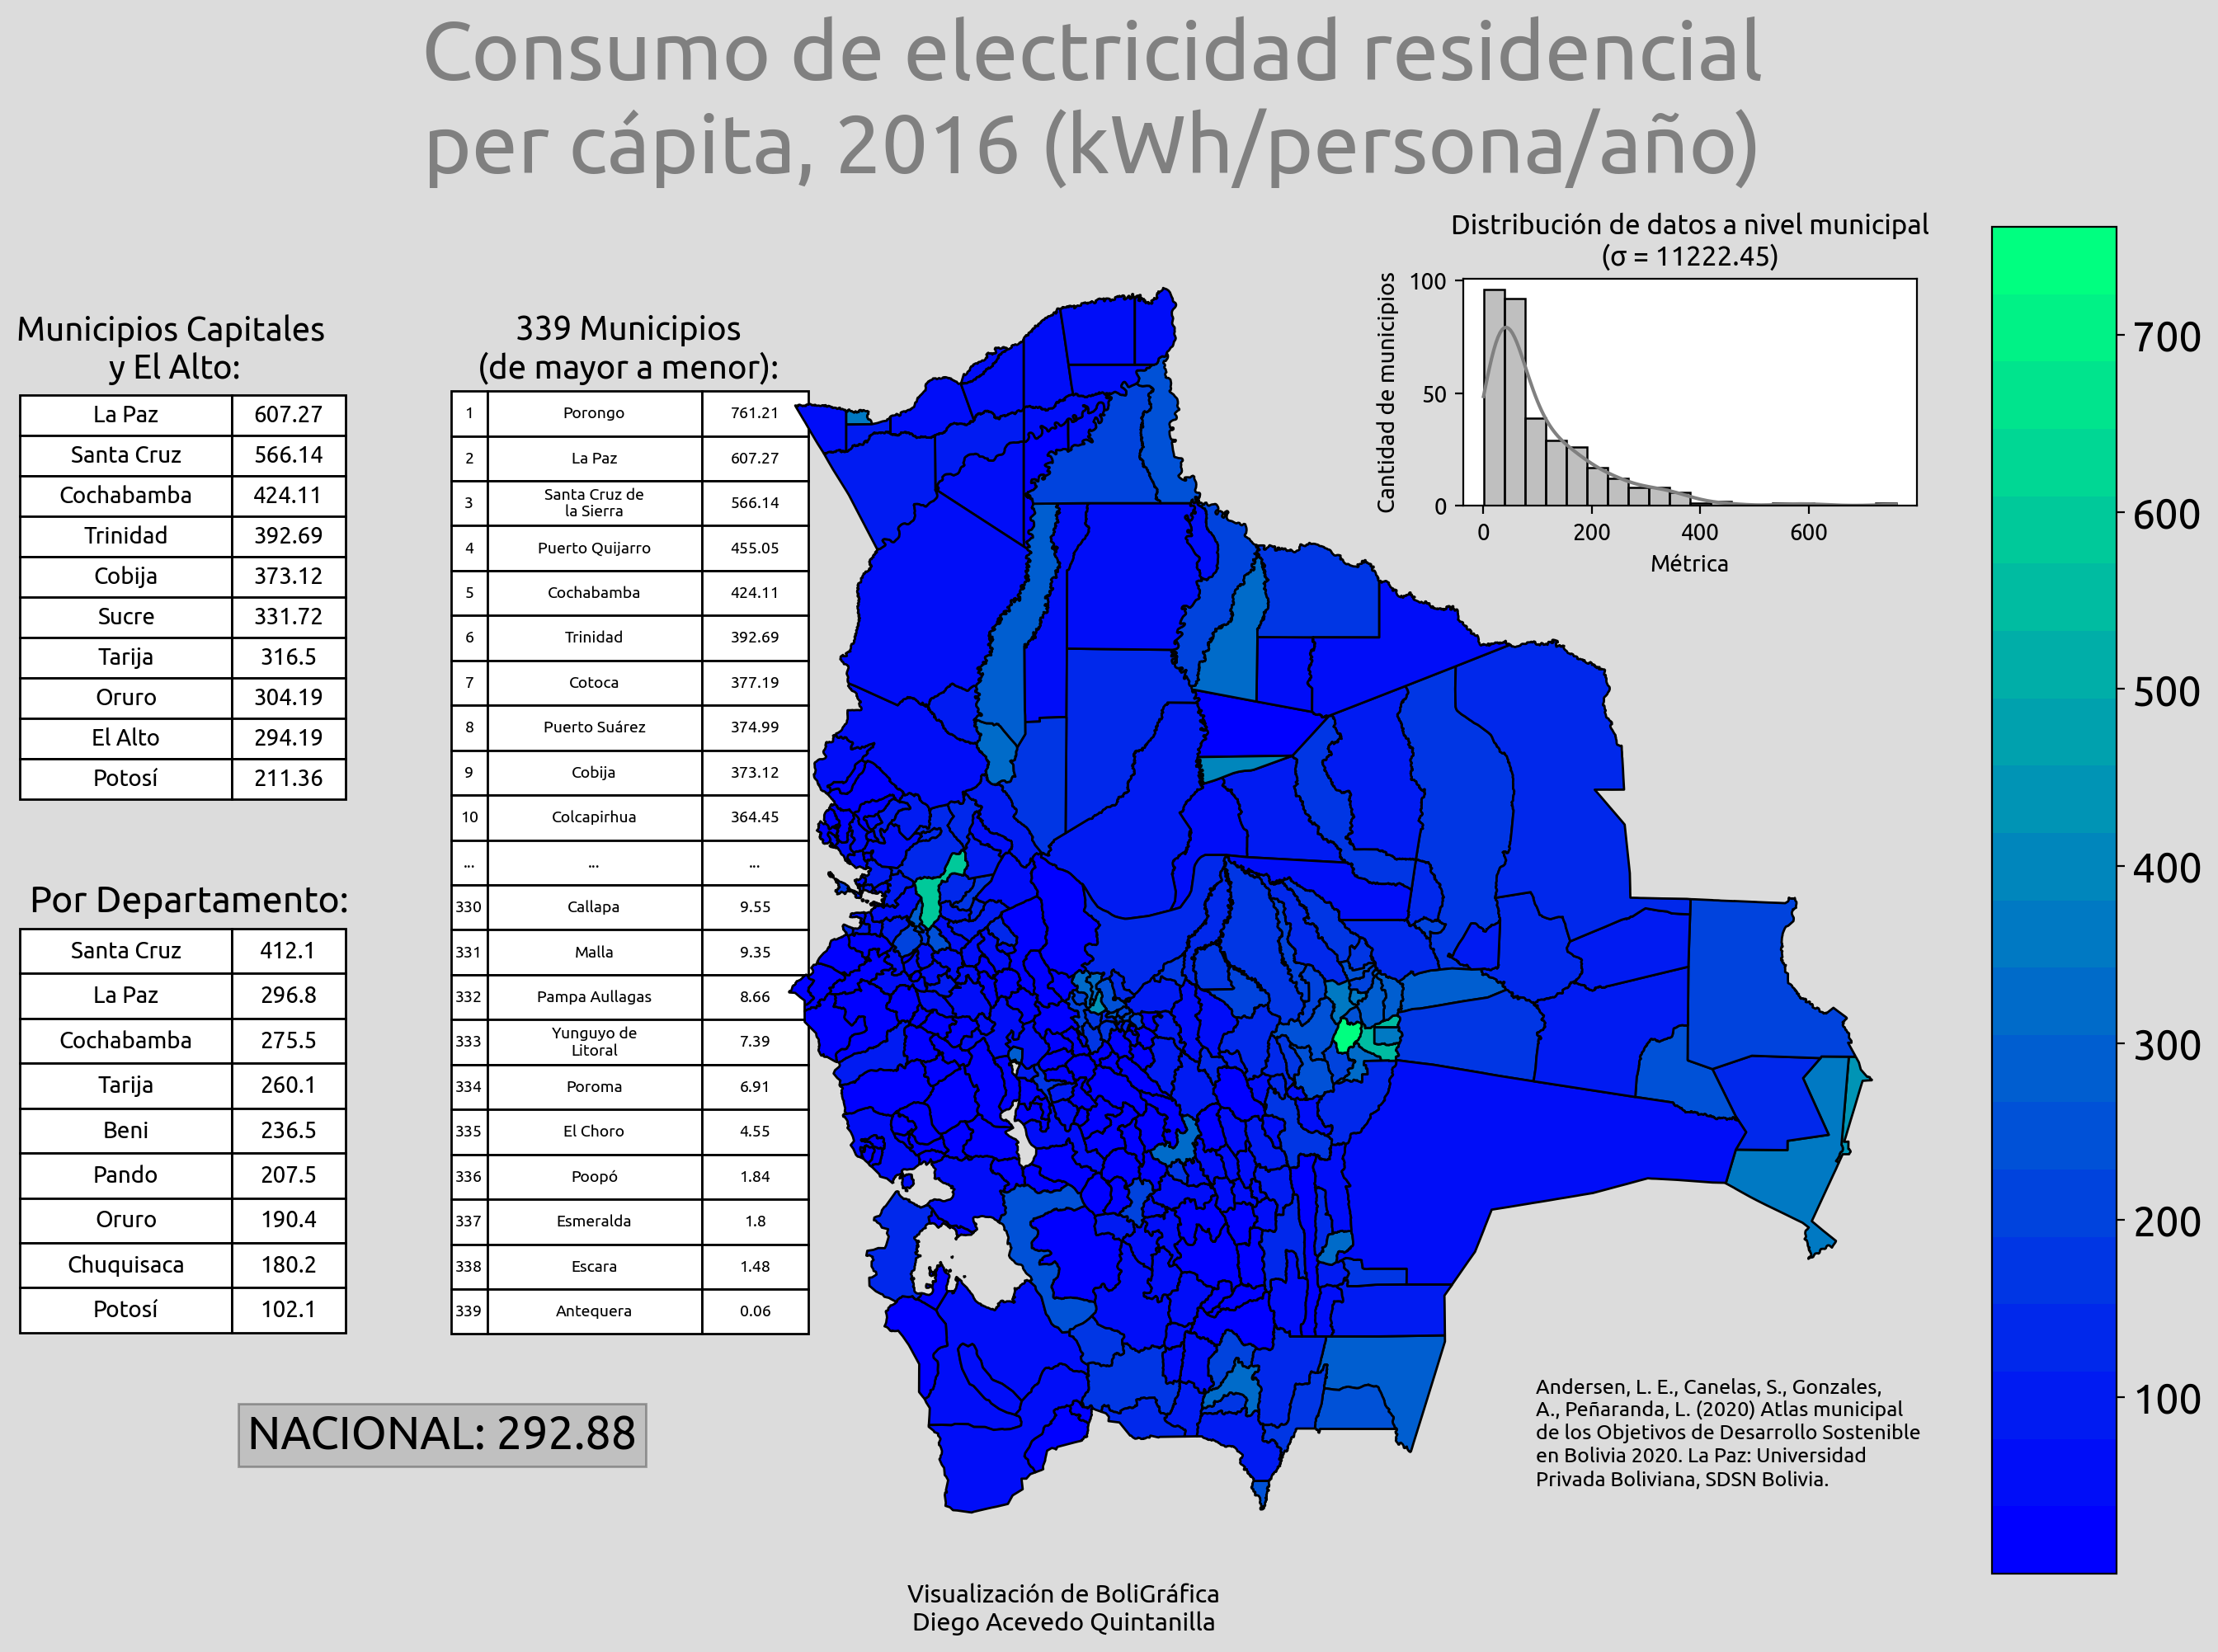 Consumo de electricidad residencial
per cápita, 2016 (kWh/persona/año)
Municipios Capitales
y El Alto:
La Paz 607.27
Santa Cruz 566.14
Cochabamba 424.11
Trinidad 392.69
Cobija 373.12
Sucre 331.72
Tarija 316.5
Oruro 304.19
El Alto 294.19
Potosí 211.36
Por Departamento:
Santa Cruz 412.1
La Paz 296.8
Cochabamba 275.5
Tarija 260.1
Beni 236.5
Pando 207.5
Oruro 190.4
Chuquisaca 180.2
Potosí 102.1
NACIONAL: 292.88
339 Municipios
(de mayor a menor):
1 Porongo 761.21
2 La Paz 607.27
3 Santa Cruz de
la Sierra 566.14
4 Puerto Quijarro 455.05
5 Cochabamba 424.11
6 Trinidad 392.69
7 Cotoca 377.19
8 Puerto Suárez 374.99
9 Cobija 373.12
10 Colcapirhua 364.45
... ... ...
330 Callapa 9.55
331 Malla 9.35
332 Pampa Aullagas 8.66
333 Yunguyo de
Litoral 7.39
334 Poroma 6.91
335 El Choro 4.55
336 Poopó 1.84
337 Esmeralda 1.8
338 Escara 1.48
339 Antequera 0.06
Distribución de datos a nivel municipal
(σ = 11222.45)
Cantidad de municipios
100
50
0
0 200 400 600
Métrica
700
600
500
400
300
200
100
Andersen, L. E., Canelas, S., Gonzales,
A., Peñaranda, L. (2020) Atlas municipal
de los Objetivos de Desarrollo Sostenible
en Bolivia 2020. La Paz: Universidad
Privada Boliviana, SDSN Bolivia.
Visualización de BoliGráfica
Diego Acevedo Quintanilla